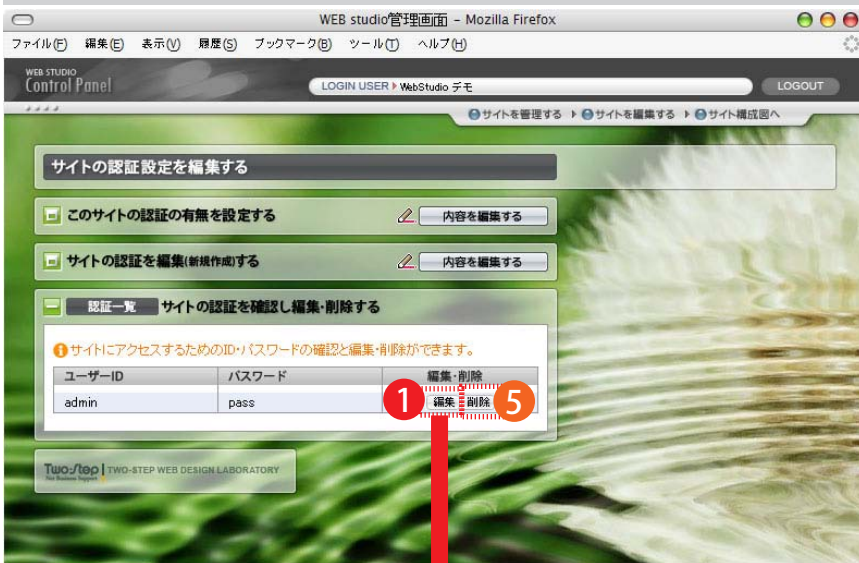 WEB studio管理画面 - Mozilla Firefox
ファイル(F) 編集(E) 表示(V) 履歴(S) ブックマーク(B) ツール(T) ヘルプ(H)
WEB STUDIO
Control Panel
LOGIN USER WebStudio デモ
LOGOUT
サイトを管理する サイトを編集する サイト構成図へ
サイトの認証設定を編集する
このサイトの認証の有無を設定する 内容を編集する
サイトの認証を編集(新規作成)する 内容を編集する
認証一覧 サイトの認証を確認し編集・削除する
サイトにアクセスするためのID・パスワードの確認と編集・削除ができます。
ユーザーID パスワード 編集・削除
admin pass 1 編集 削除 5
Two:/tep TWO-STEP WEB DESIGN LABORATORY
Net Business Support